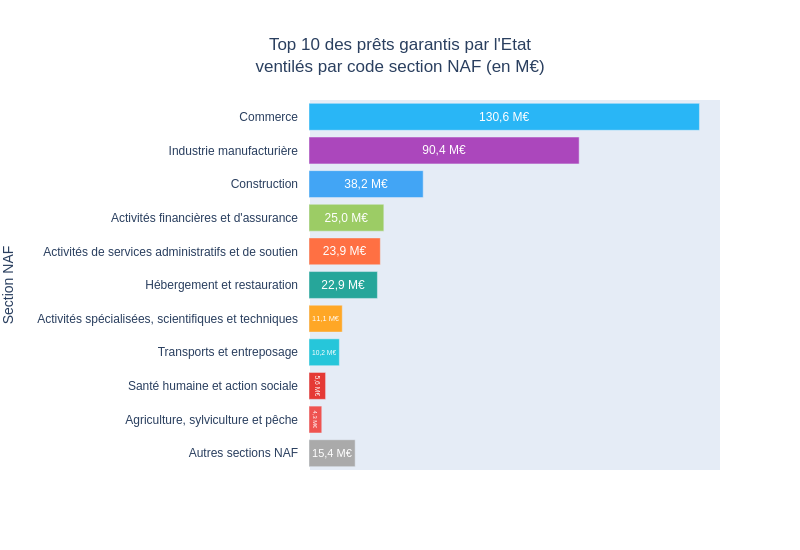 Top 10 des prêts garantis par l'Etat
ventilés par code section NAF (en M€)
Section NAF
Commerce 130,6 M€
Industrie manufacturière 90,4 M€
Construction 38,2 M€
Activités financières et d'assurance 25,0 M€
Activités de services administratifs et de soutien 23,9 M€
Hébergement et restauration 22,9 M€
Activités spécialisées, scientifiques et techniques 11,1 M€
Transports et entreposage 10,2 M€
Santé humaine et action sociale 5,6 M€
Agriculture, sylviculture et pêche M€
Autres sections NAF 15,4 M€